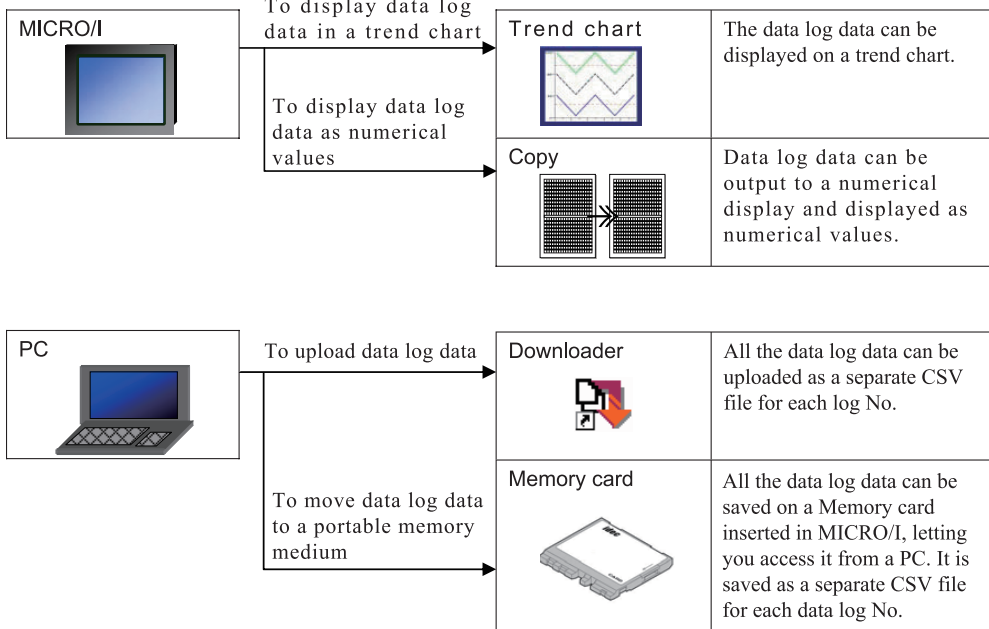 MICRO/I
To display data log
data in a trend chart
To display data log
data as numerical
values
Trend chart
The data log data can be
displayed on a trend chart.
Copy
Data log data can be
output to a numerical
display and displayed as
numerical values.
PC
To upload data log data
To move data log data
to a portable memory
medium
Downloader
All the data log data can be
uploaded as a separate CSV
file for each log No.
Memory card
All the data log data can be
saved on a Memory card
inserted in MICRO/I, letting
you access it from a PC. It is
saved as a separate CSV file
for each data log No.